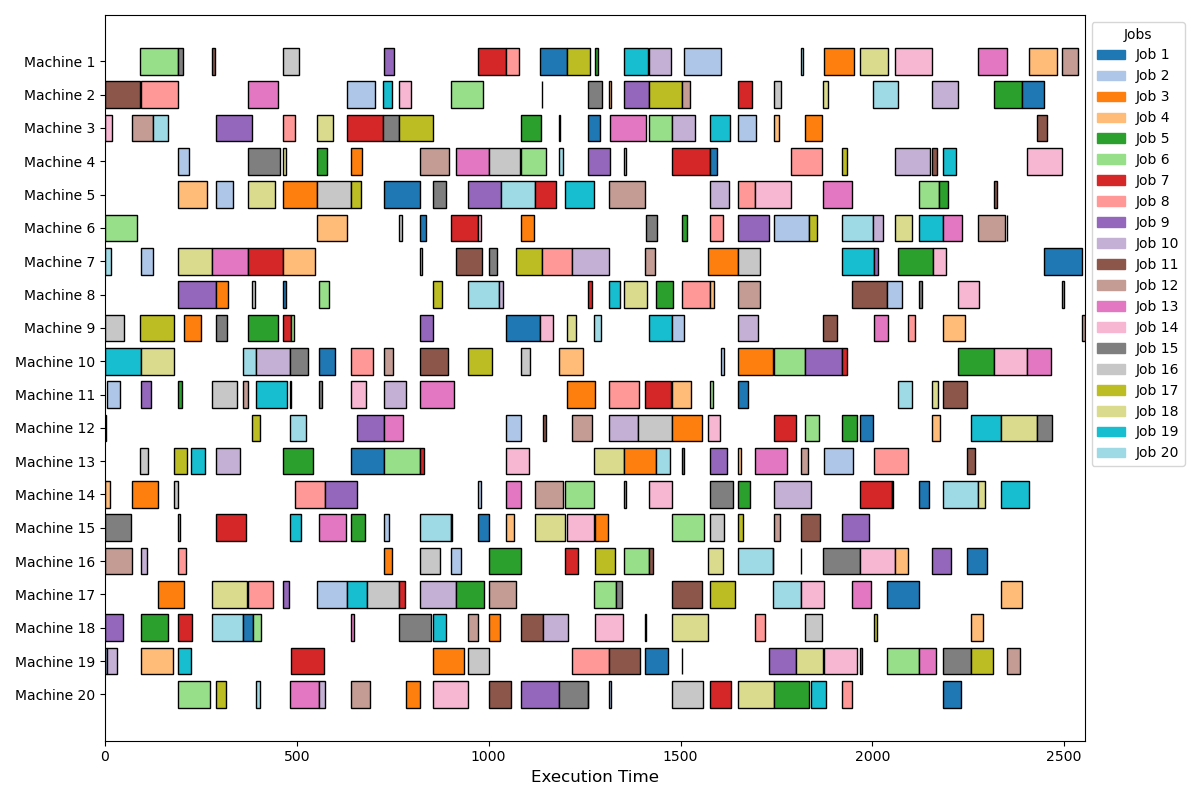 Machine 1
Machine 2
Machine 3
Machine 4
Machine 5
Machine 6
Machine 7
Machine 8
Machine 9
Machine 10
Machine 11
Machine 12
Machine 13
Machine 14
Machine 15
Machine 16
Machine 17
Machine 18
Machine 19
Machine 20
0 500 1000 1500 2000 2500
Execution Time
Jobs
Job 1
Job 2
Job 3
Job 4
Job 5
Job 6
Job 7
Job 8
Job 9
Job 10
Job 11
Job 12
Job 13
Job 14
Job 15
Job 16
Job 17
Job 18
Job 19
Job 20